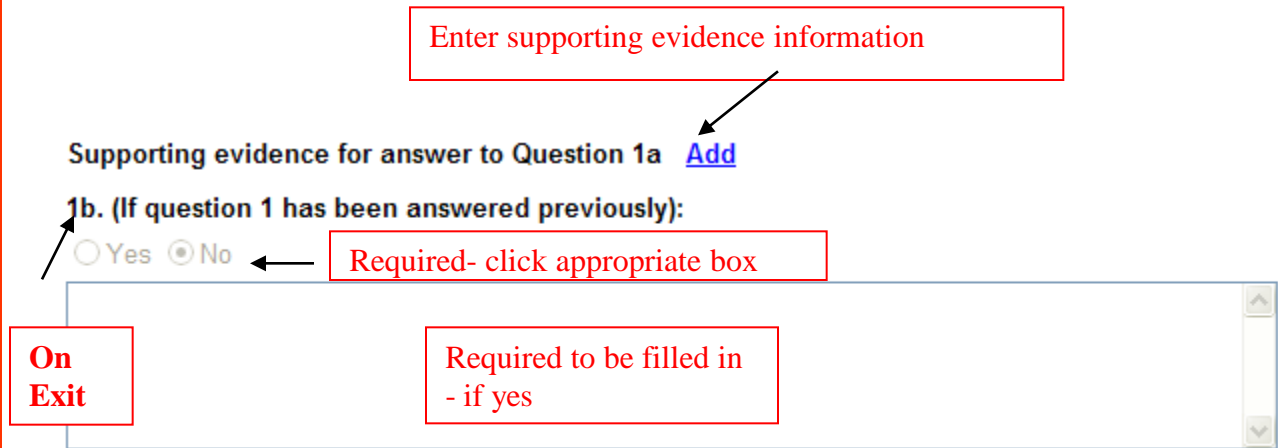 Enter supporting evidence information
Supporting evidence for answer to Question 1a Add
1b. (If question 1 has been answered previously):
Yes No
Required- click appropriate box
On
Exit
Required to be filled in
- if yes